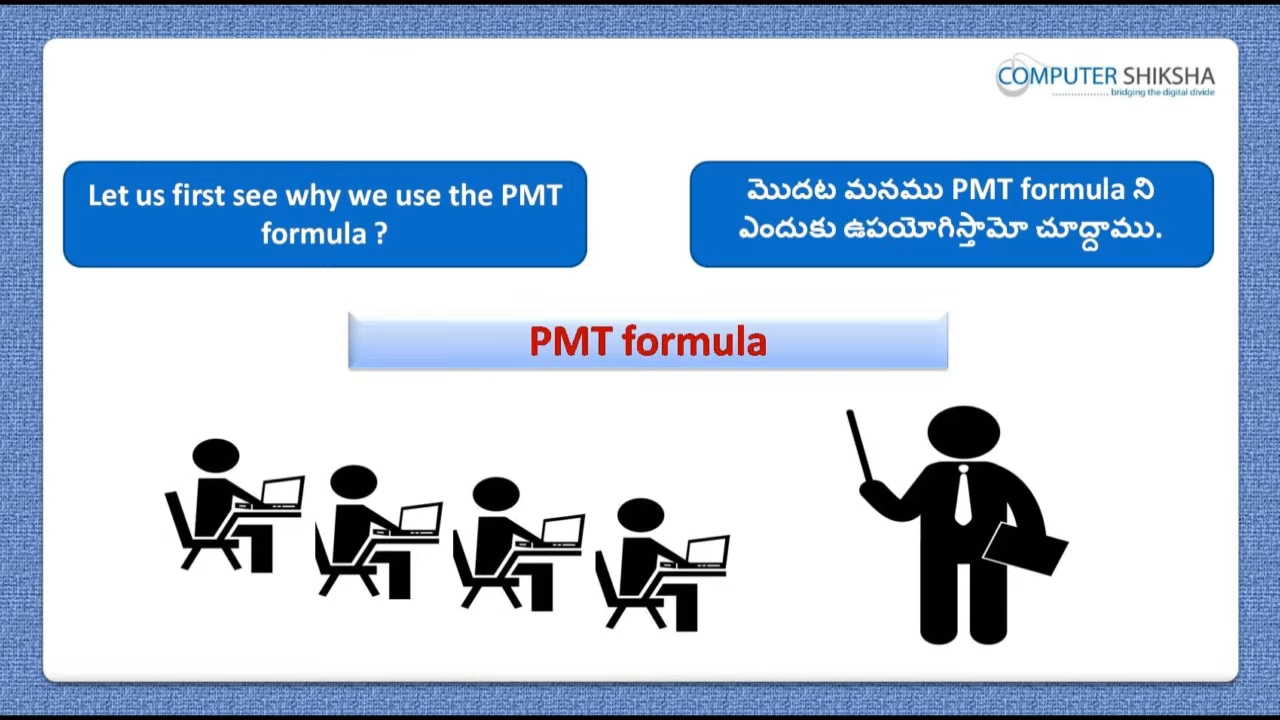 COMPUTER SHIKSHA
bridging the digital divide
Let us first see why we use the PMT
formula ?
మొదట మనము PMT formula ని
ఎందుకు ఉపయోగిస్తామో చూద్దాము.
PMT formula